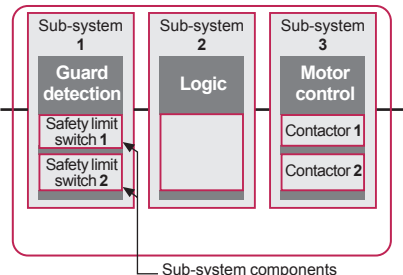 Sub-system
1
Guard
detection
Safety limit
switch 1
Safety limit
switch 2
Sub-system
2
Logic
Sub-system
3
Motor
control
Contactor 1
Contactor 2
Sub-system components